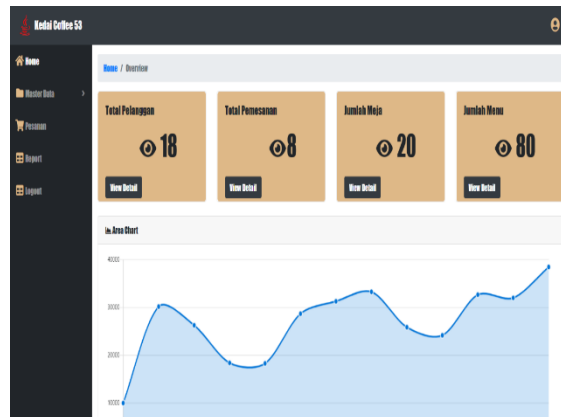 Kedai Coffee 53
Home
Master Data
Pesanan
Report
Logout
Home / Overview
Total Pelanggan
18
View Detail
Total Pemesanan
8
View Detail
Jumlah Meja
20
View Detail
Jumlah Menu
80
View Detail
Area Chart
40000
30000
20000
10000